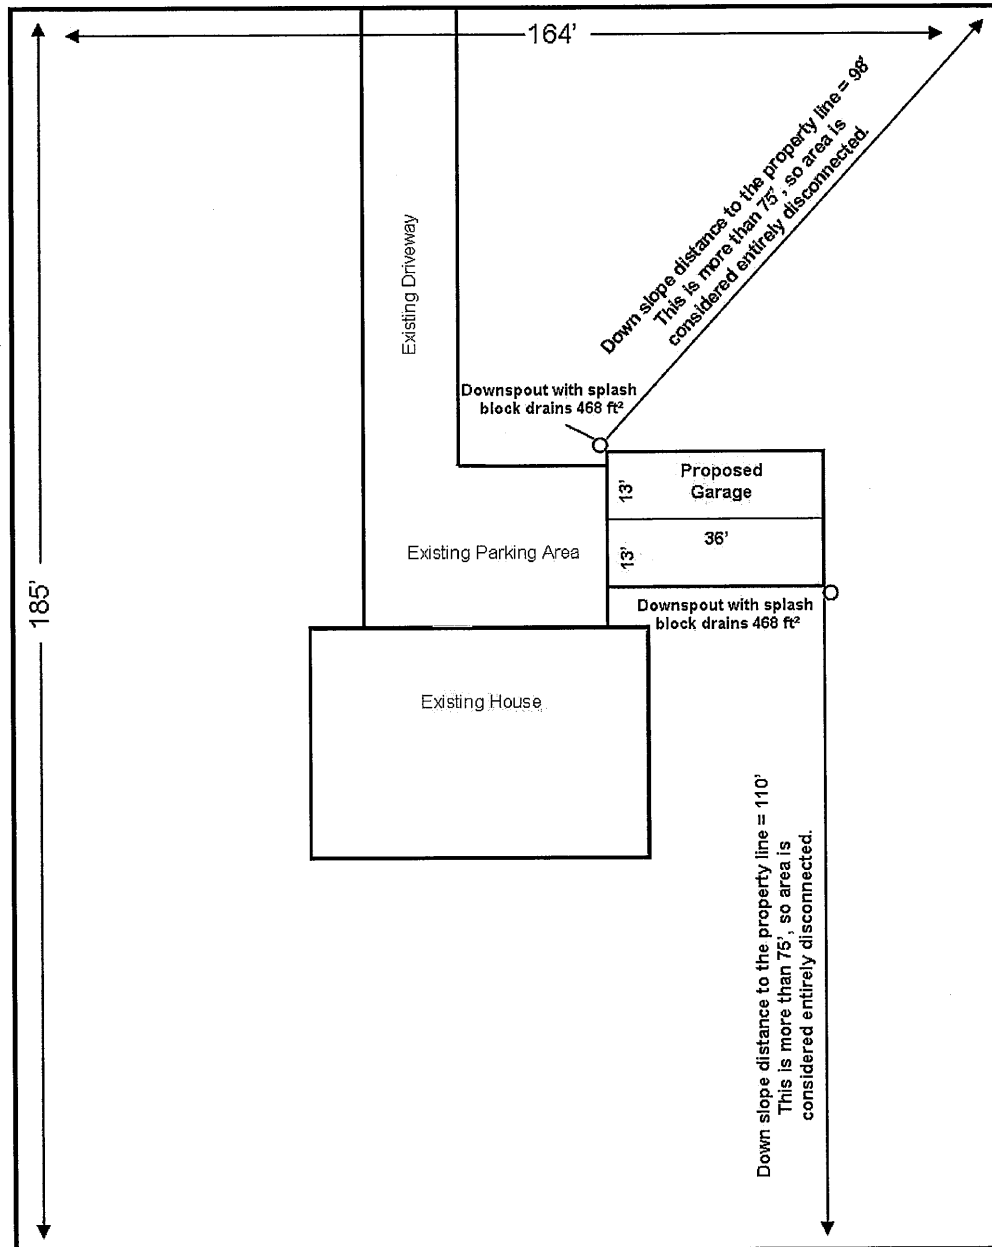 164'
Down slope distance to the property line = 98'
This is more than 75', so area is
considered entirely disconnected.
Existing Driveway
Downspout with splash
block drains 468 ft²
Proposed
Garage
13'
36'
13'
Existing Parking Area
185'
Downspout with splash
block drains 468 ft²
Existing House
Down slope distance to the property line = 110'
This is more than 75', so area is
considered entirely disconnected.